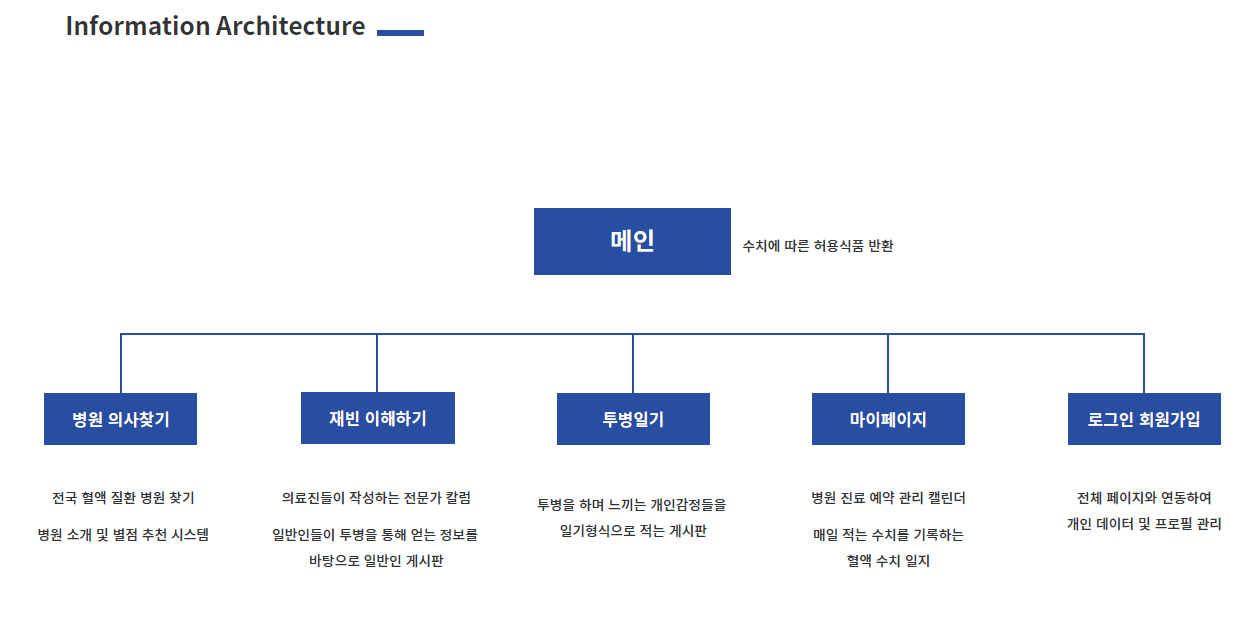 Information Architecture
메인
수치에 따른 허용식품 반환
병원 의사찾기
재빈 이해하기
투병일기
마이페이지
로그인 회원가입
전국 혈액 질환 병원 찾기
병원 소개 및 별점 추천 시스템
의료진들이 작성하는 전문가 칼럼
일반인들이 투병을 통해 얻는 정보를
바탕으로 일반인 게시판
투병을 하며 느끼는 개인감정들을
일기형식으로 적는 게시판
병원 진료 예약 관리 캘린더
매일 적는 수치를 기록하는
혈액 수치 일지
전체 페이지와 연동하여
개인 데이터 및 프로필 관리